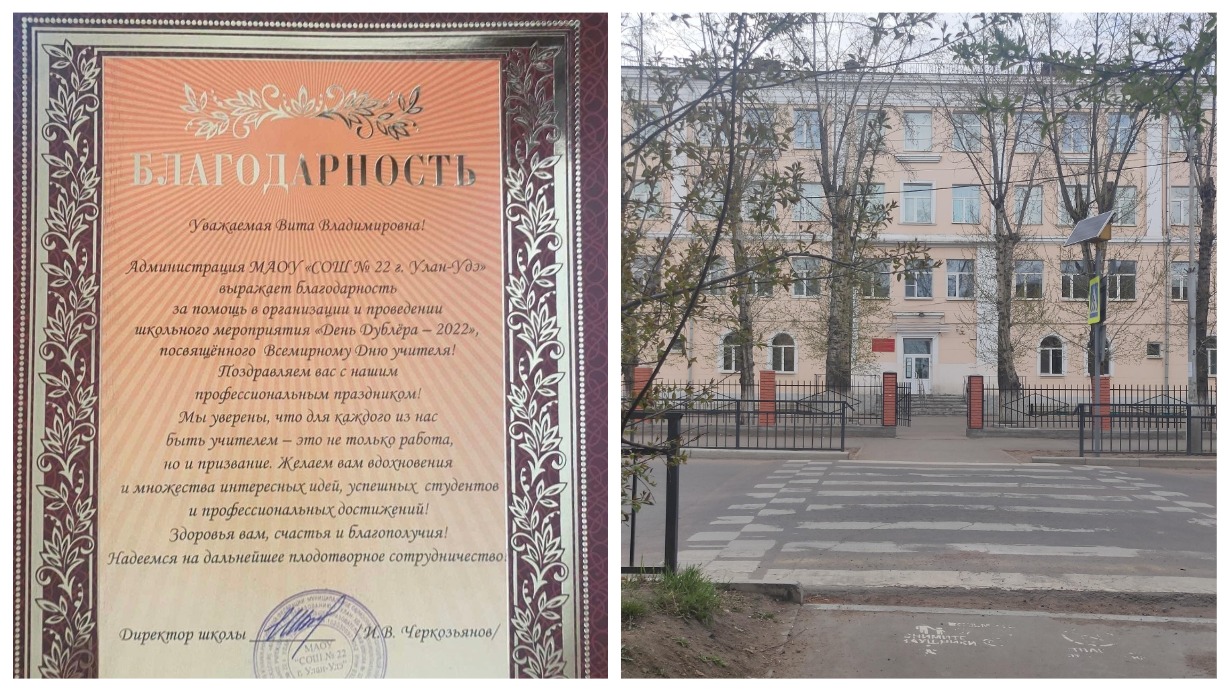 БЛАГОДАРНОСТЬ
Уважаемая Вита Владимировна!
Администрация МАОУ «СОШ № 22 г. Улан-Удэ»
выражает благодарность
за помощь в организации и проведении
школьного мероприятия «День Дублёра – 2022»,
посвящённого Всемирному Дню учителя!
Поздравляем вас с нашим
профессиональным праздником!
Мы уверены, что для каждого из нас
быть учителем – это не только работа,
но и призвание. Желаем вам вдохновения
и множества интересных идей, успешных студентов
и профессиональных достижений!
Здоровья вам, счастья и благополучия!
Надеемся на дальнейшее плодотворное сотрудничество!
Директор школы /И.В. Черкозьянов/
МАОУ
"СОШ № 22
г. Улан-Удэ"
СНИМИТЕ
НАУШНИКИ